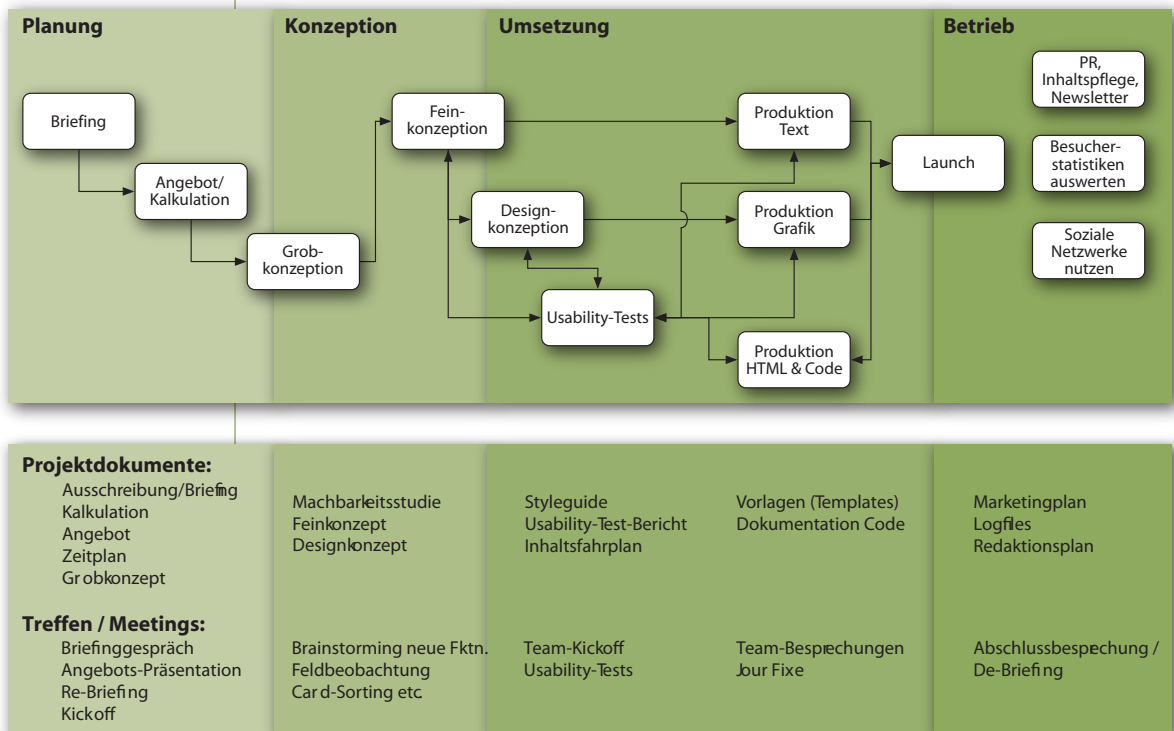 Planung
Konzeption
Umsetzung
Betrieb
Briefing
Angebot/
Kalkulation
Grob-
konzeption
Fein-
konzeption
Design-
konzeption
Usability-Tests
Produktion
Text
Produktion
Grafik
Produktion
HTML & Code
Launch
PR,
Inhaltspflege,
Newsletter
Besucher-
statistiken
auswerten
Soziale
Netzwerke
nutzen
Projektdokumente:
Ausschreibung/Briefing
Kalkulation
Angebot
Zeitplan
Grobkonzept
Machbarkeitsstudie
Feinkonzept
Designkonzept
Styleguide
Usability-Test-Bericht
Inhaltsfahrplan
Vorlagen (Templates)
Dokumentation Code
Marketingplan
Logfiles
Redaktionsplan
Treffen / Meetings:
Briefinggespräch
Angebots-Präsentation
Re-Briefing
Kickoff
Brainstorming neue Fktn.
Feldbeobachtung
Card-Sorting etc.
Team-Kickoff
Usability-Tests
Team-Besprechungen
Jour Fixe
Abschlussbesprechung /
De-Briefing